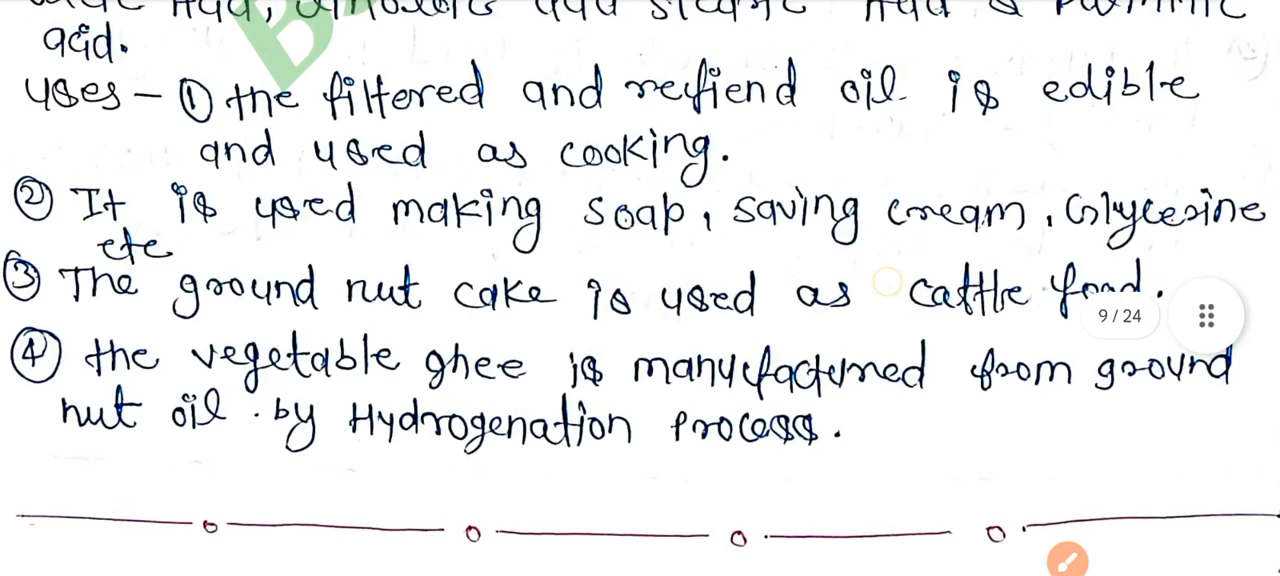 acid.
uses - ① the filtered and refiend oil is edible
and used as cooking.
② It is used making soap, saving cream, Glycerine
etc
③ The ground nut cake is used as cattle food.
9 / 24
④ the vegetable ghee is manufactured from ground
nut oil. by Hydrogenation process.